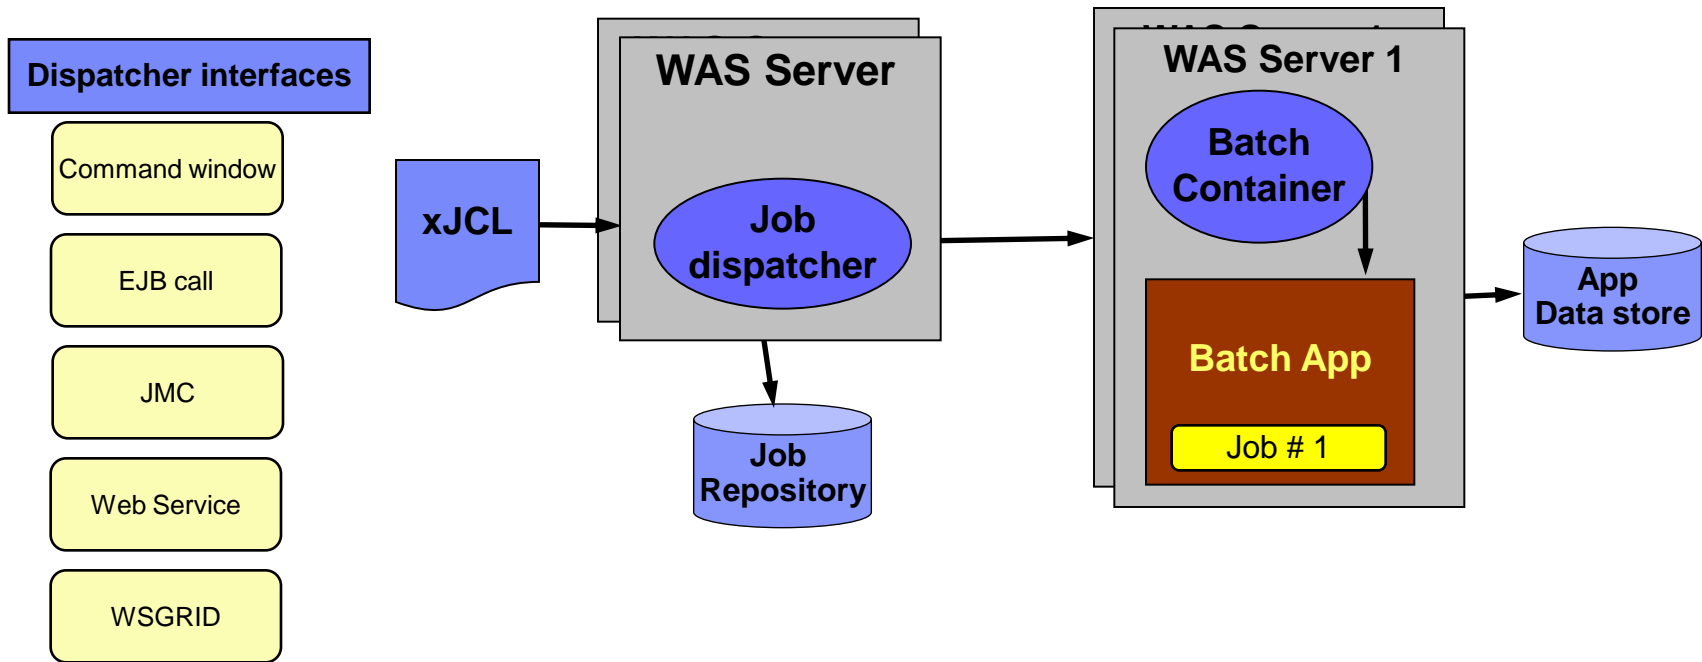 Dispatcher interfaces
Command window
EJB call
JMC
Web Service
WSGRID
xJCL
WAS Server
Job
dispatcher
Job
Repository
WAS Server 1
Batch
Container
Batch App
Job # 1
App
Data store